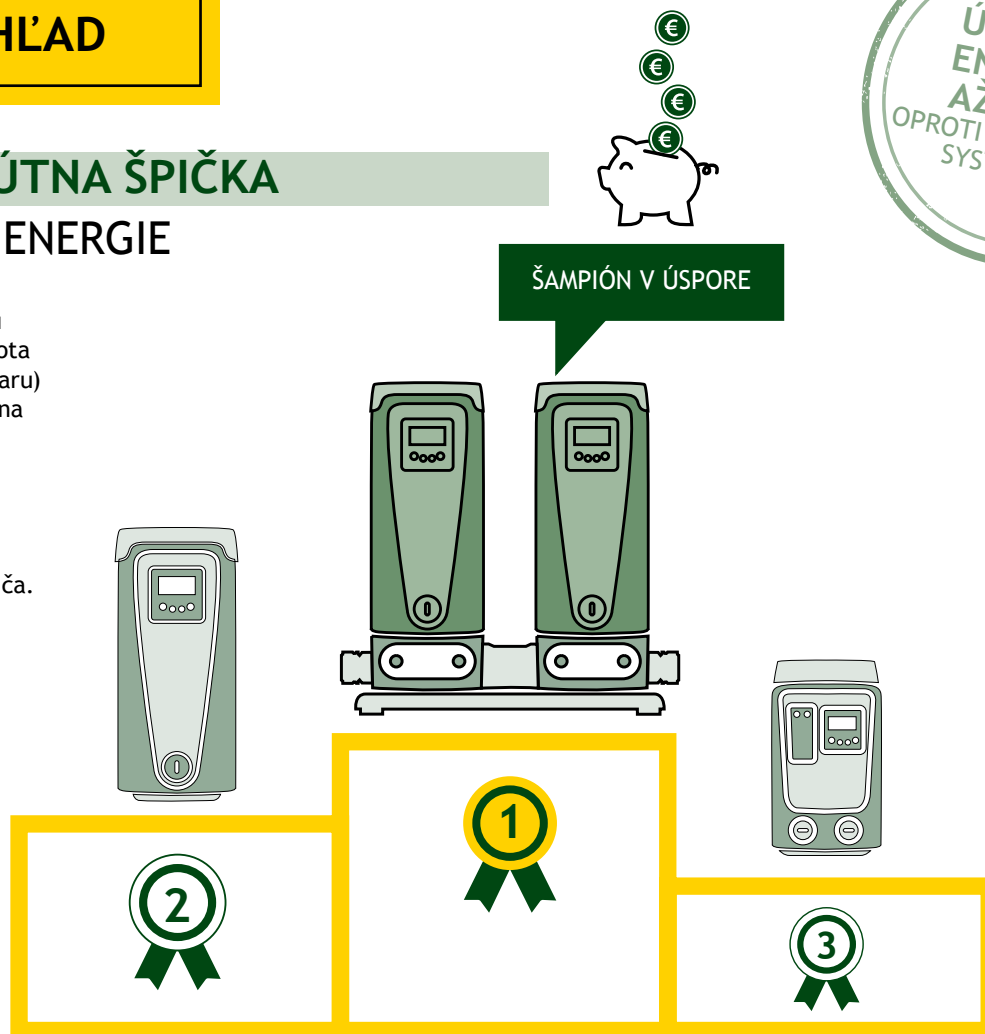 HĽAD
ÚTNA ŠPIČKA
ENERGIE
ota
aru)
na
ča.
€
€
€
€
ŠAMPIÓN V ÚSPORE
Ú
EN
AŽ
OPROTI
SYS
1
2
3